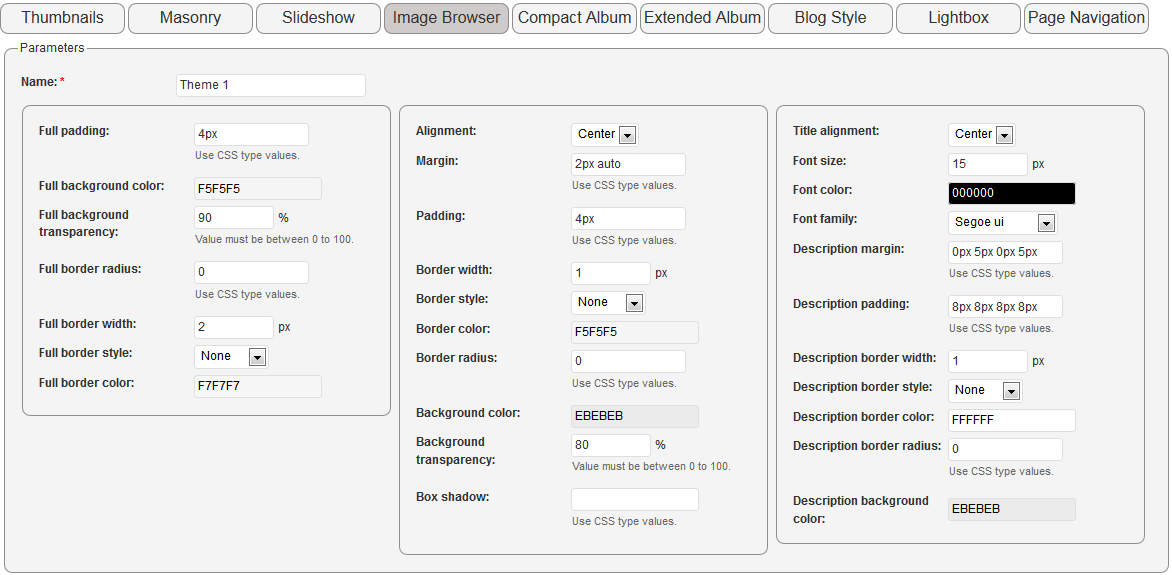 Thumbnails Masonry Slideshow Image Browser Compact Album Extended Album Blog Style Lightbox Page Navigation
Parameters
Name: * Theme 1
Full padding: 4px
Use CSS type values.
Full background color: F5F5F5
Full background
transparency: 90 %
Value must be between 0 to 100.
Full border radius: 0
Use CSS type values.
Full border width: 2 px
Full border style: None
Full border color: F7F7F7
Alignment: Center
Margin: 2px auto
Use CSS type values.
Padding: 4px
Use CSS type values.
Border width: 1 px
Border style: None
Border color: F5F5F5
Border radius: 0
Use CSS type values.
Background color: EBEBEB
Background
transparency: 80 %
Value must be between 0 to 100.
Box shadow:
Use CSS type values.
Title alignment: Center
Font size: 15 px
Font color: 000000
Font family: Segoe ui
Description margin: 0px 5px 0px 5px
Use CSS type values.
Description padding: 8px 8px 8px 8px
Use CSS type values.
Description border width: 1 px
Description border style: None
Description border color: FFFFFF
Description border radius: 0
Use CSS type values.
Description background
color: EBEBEB